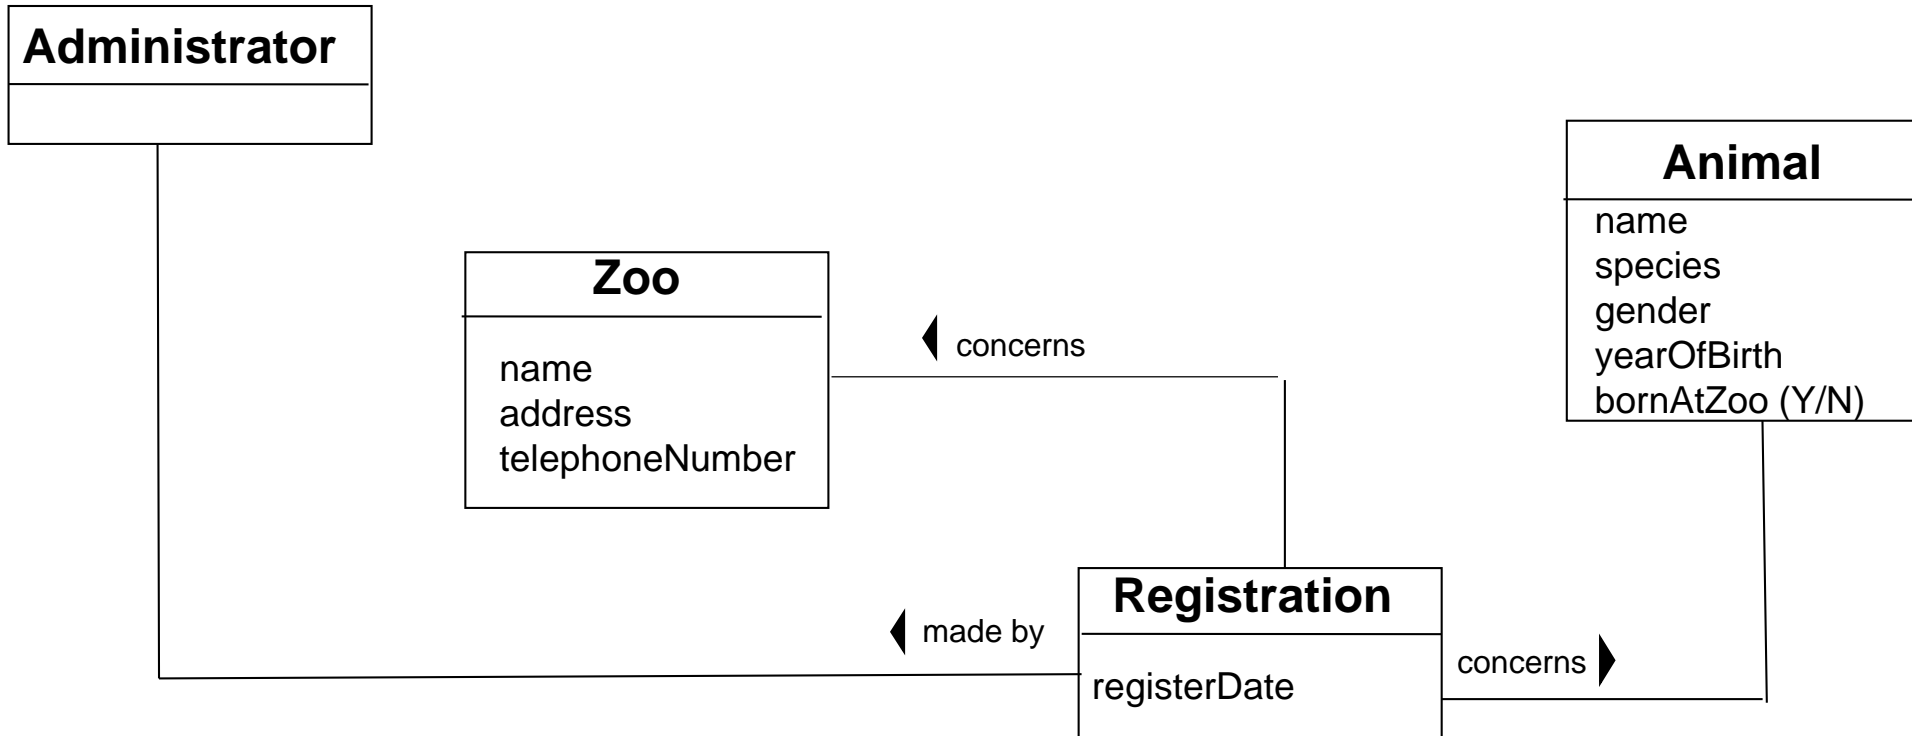 Administrator
Animal
name
species
gender
yearOfBirth
bornAtZoo (Y/N)
Zoo
name
address
telephoneNumber
concerns
Registration
registerDate
made by
concerns